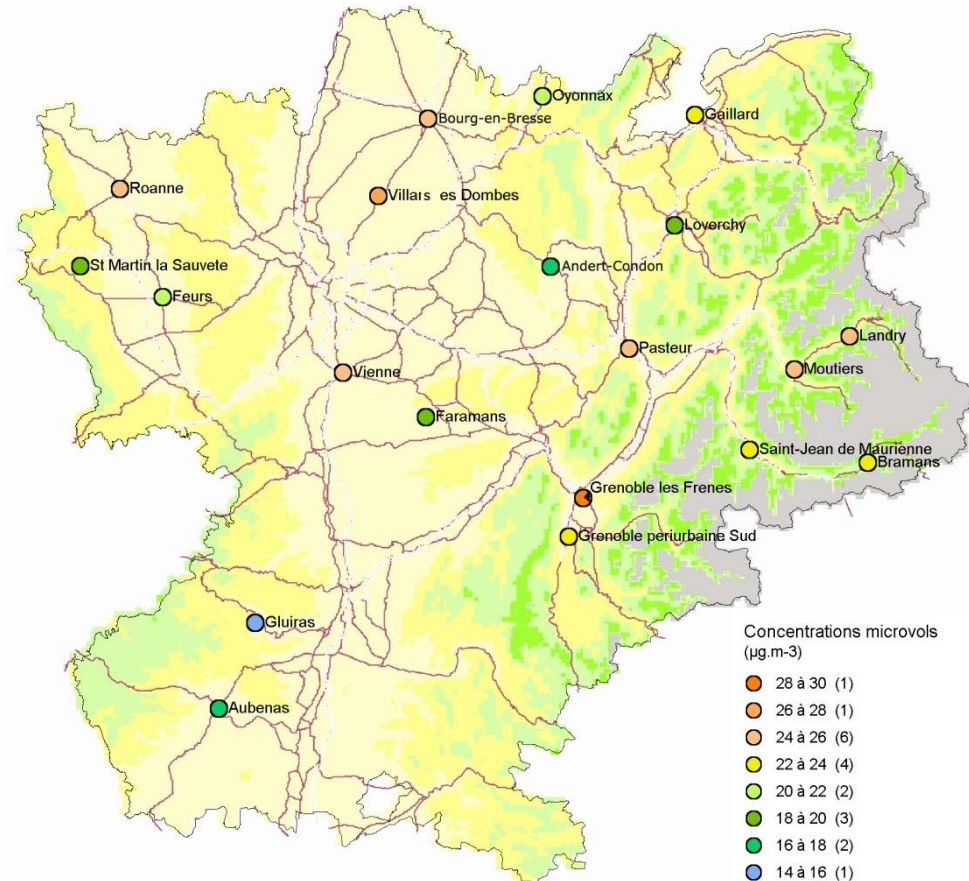 Oyonnax
Gaillard
Bourg-en-Bresse
Roanne
Villars es Dombes
Loverchy
St Martin la Sauvete
Andert-Condon
Feurs
Landry
Pasteur
Moutiers
Vienne
Faramans
Saint-Jean de Maurienne
Bramans
Grenoble les Frenes
Grenoble periurbaine Sud
Gluiras
Aubenas
Concentrations microvols
(µg.m-3)
28 à 30 (1)
26 à 28 (1)
24 à 26 (6)
22 à 24 (4)
20 à 22 (2)
18 à 20 (3)
16 à 18 (2)
14 à 16 (1)